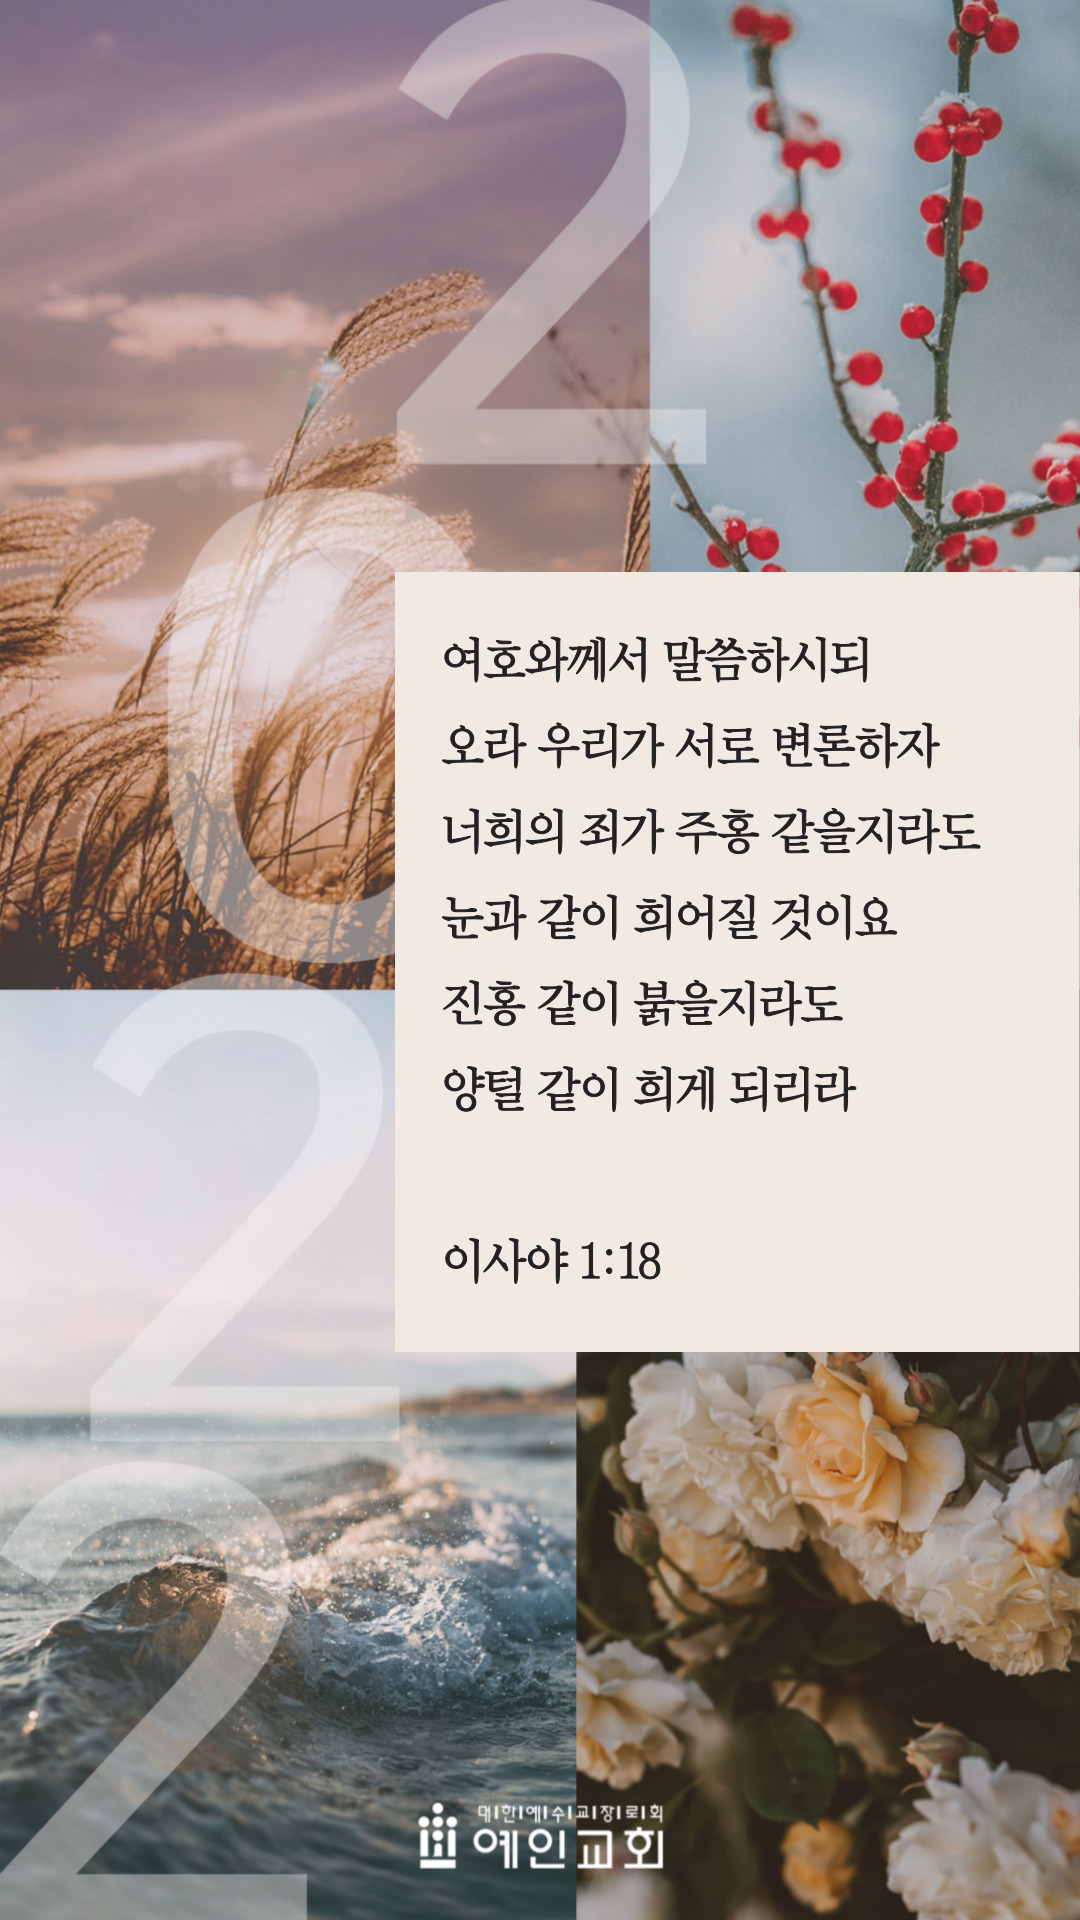 2
0
2
2
여호와께서 말씀하시되
오라 우리가 서로 변론하자
너희의 죄가 주홍 같을지라도
눈과 같이 희어질 것이요
진홍 같이 붉을지라도
양털 같이 희게 되리라
이사야 1:18
대한예수교장로회
예인교회